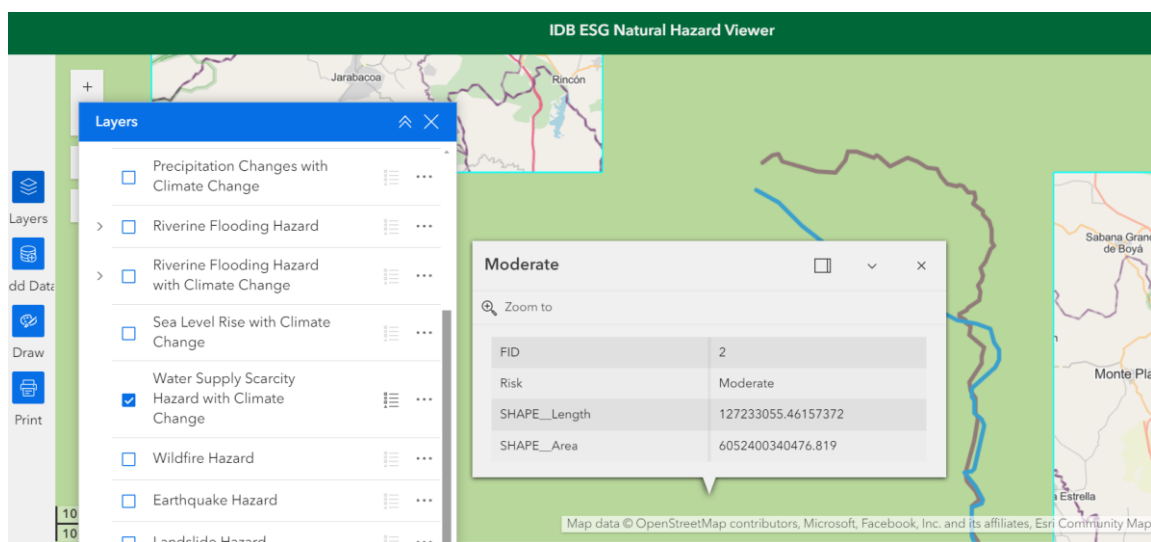 IDB ESG Natural Hazard Viewer
Jarabacoa
Rincón
+
Layers
Precipitation Changes with
Climate Change
Riverine Flooding Hazard
Riverine Flooding Hazard
with Climate Change
Sea Level Rise with Climate
Change
Water Supply Scarcity
Hazard with Climate
Change
Wildfire Hazard
Earthquake Hazard
Landslide Hazard
Layers
dd Data
Draw
Print
Moderate
Zoom to
FID 2
Risk Moderate
SHAPE__Length 127233055.46157372
SHAPE__Area 6052400340476.819
Sabana Gran
de Boyá
Monte Pla
Estrella
10
10
Map data © OpenStreetMap contributors, Microsoft, Facebook, Inc. and its affiliates, Esri Community Map